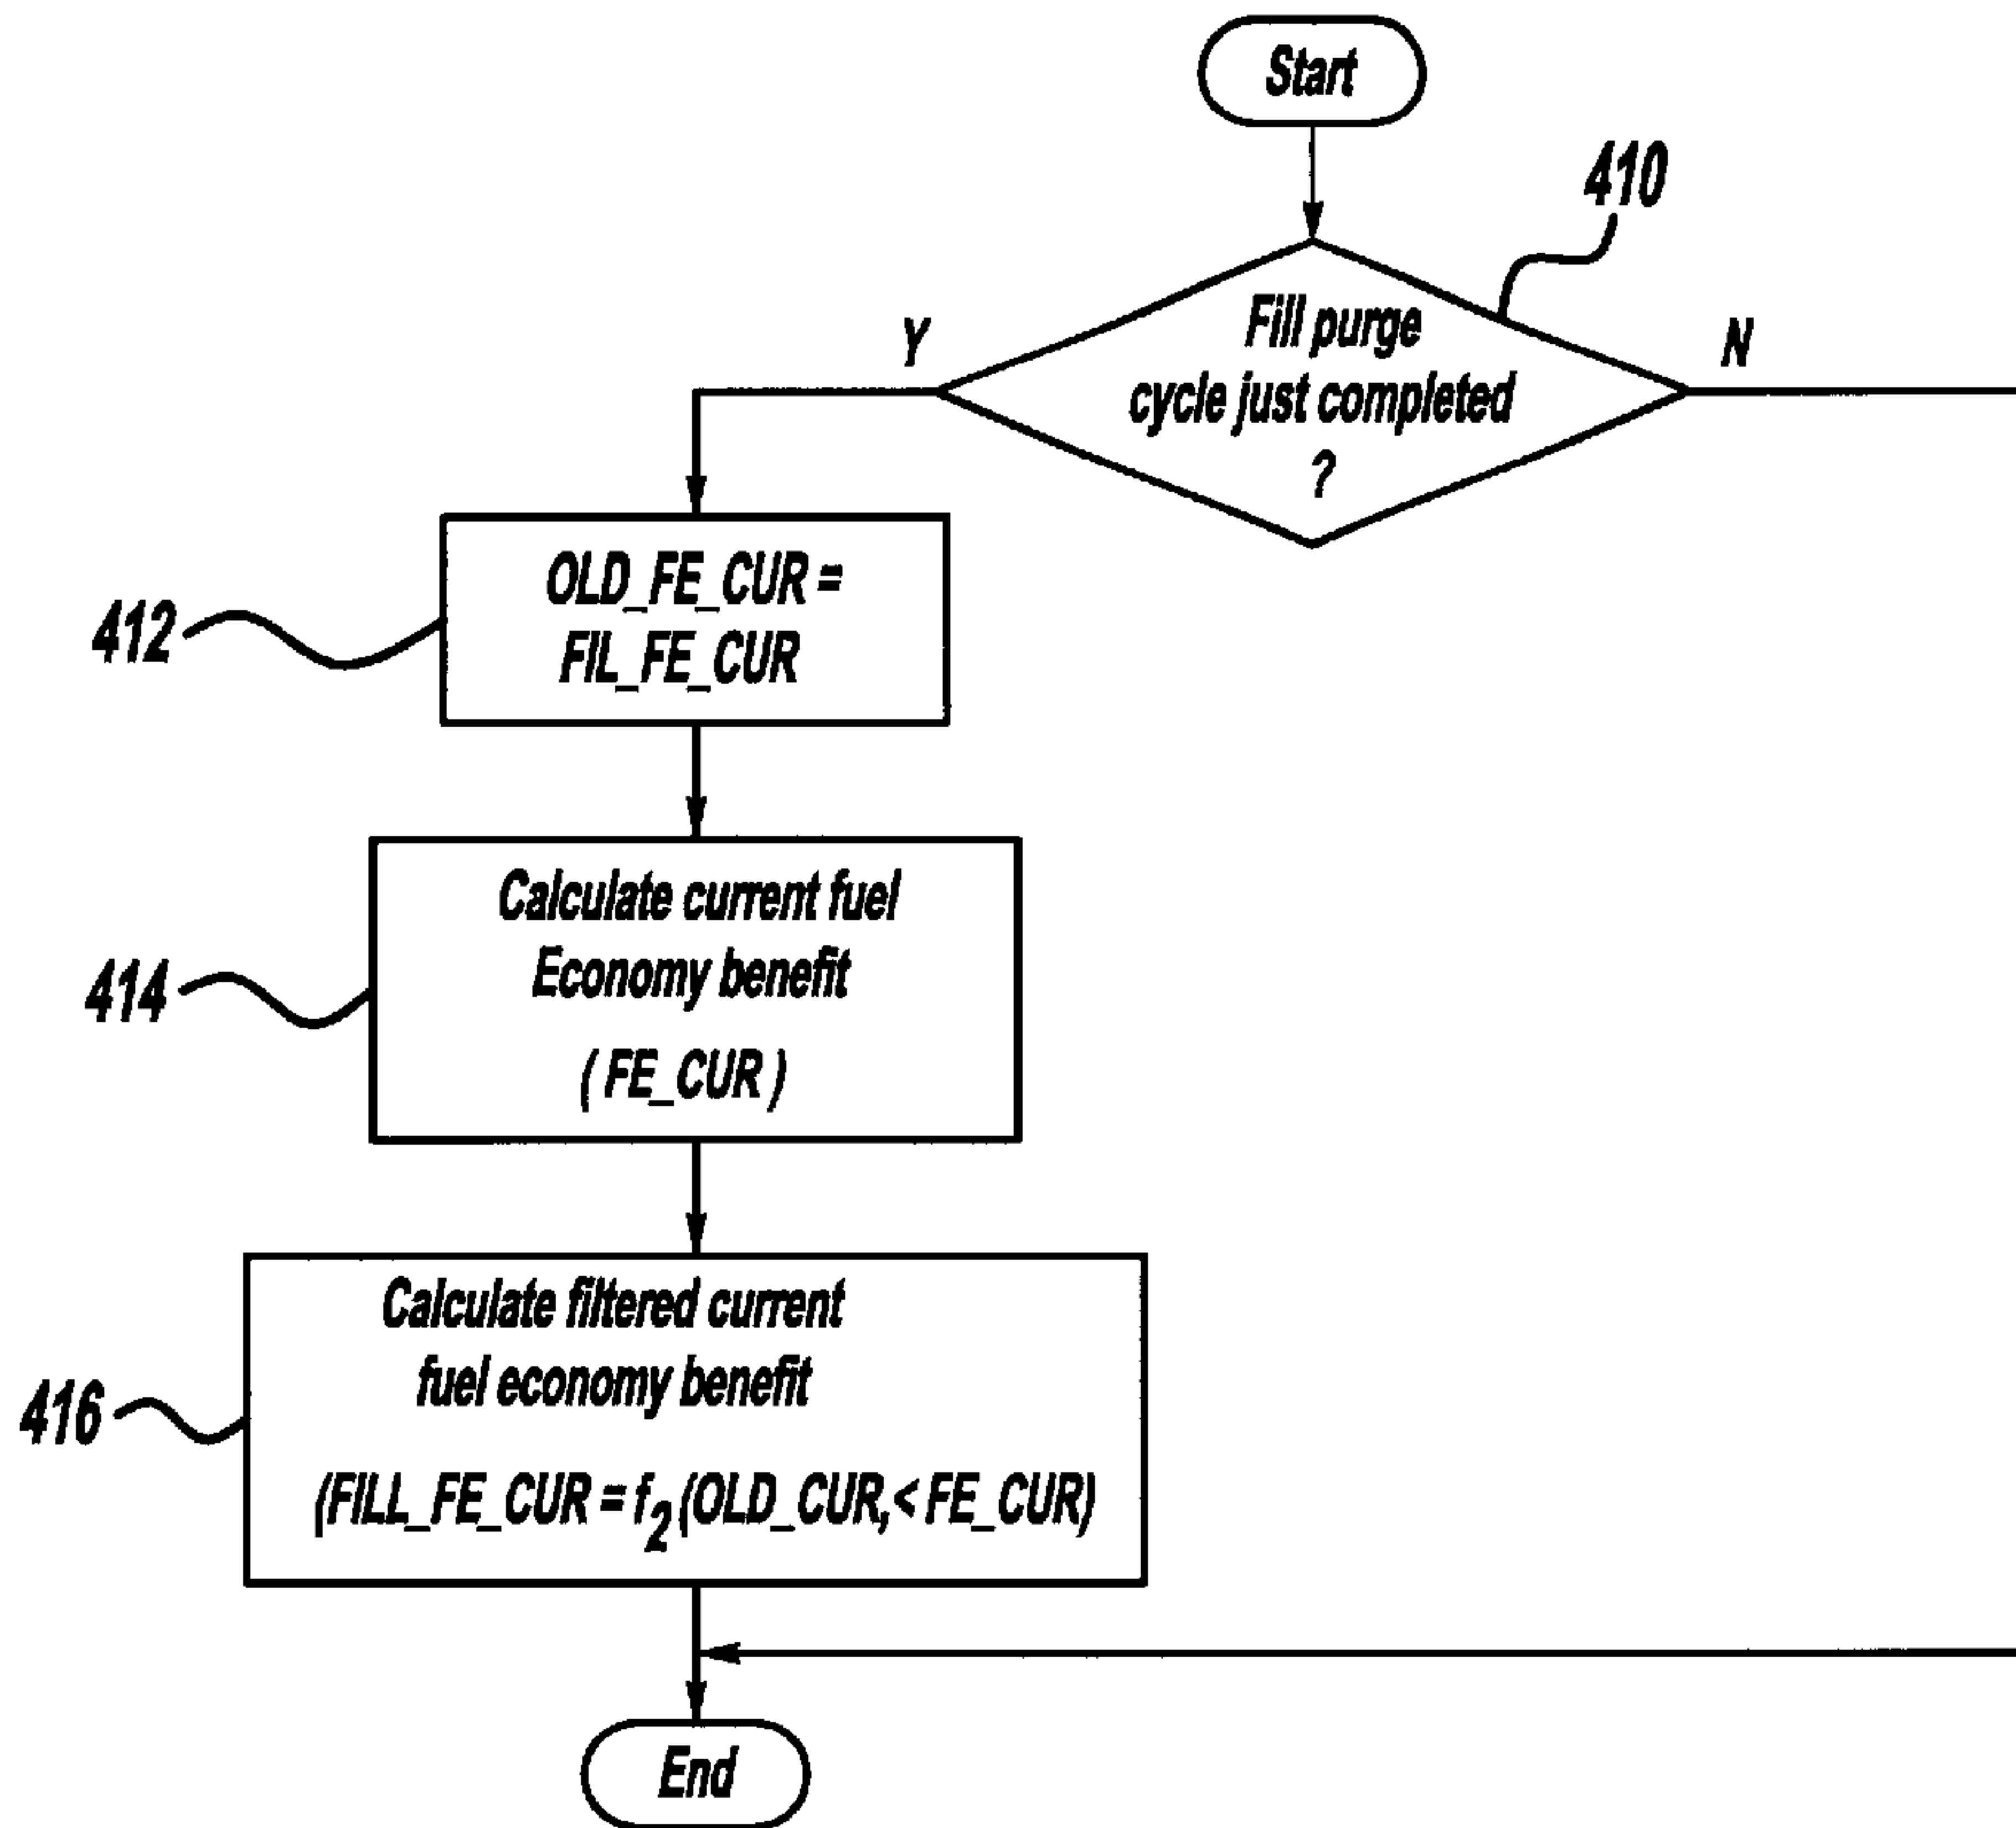 Start
410
Fill purge
cycle just completed
?
Y
N
OLD_FE_CUR =
FIL_FE_CUR
412
Calculate current fuel
Economy benefit
( FE_CUR )
414
Calculate filtered current
fuel economy benefit
(FILL_FE_CUR = f2 (OLD_CUR,< FE_CUR)
416
End